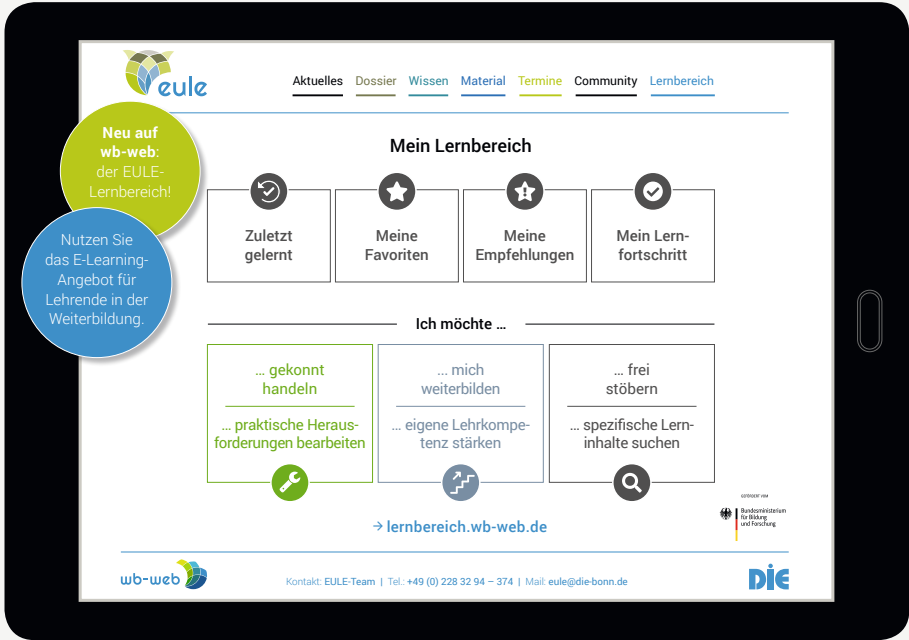 eule
Aktuelles Dossier Wissen Material Termine Community Lernbereich
Neu auf
wb-web:
der EULE-
Lernbereich!
Nutzen Sie
das E-Learning-
Angebot für
Lehrende in der
Weiterbildung.
Mein Lernbereich
Zuletzt
gelernt
Meine
Favoriten
Meine
Empfehlungen
Mein Lern-
fortschritt
Ich möchte ...
... gekonnt
handeln
... praktische Heraus-
forderungen bearbeiten
... mich
weiterbilden
... eigene Lehrkompe-
tenz stärken
... frei
stöbern
... spezifische Lern-
inhalte suchen
→ lernbereich.wb-web.de
GEFÖRDERT VOM
Bundesministerium
für Bildung
und Forschung
wb-web
Kontakt: EULE-Team | Tel.: +49 (0) 228 32 94 – 374 | Mail: eule@die-bonn.de
DIE